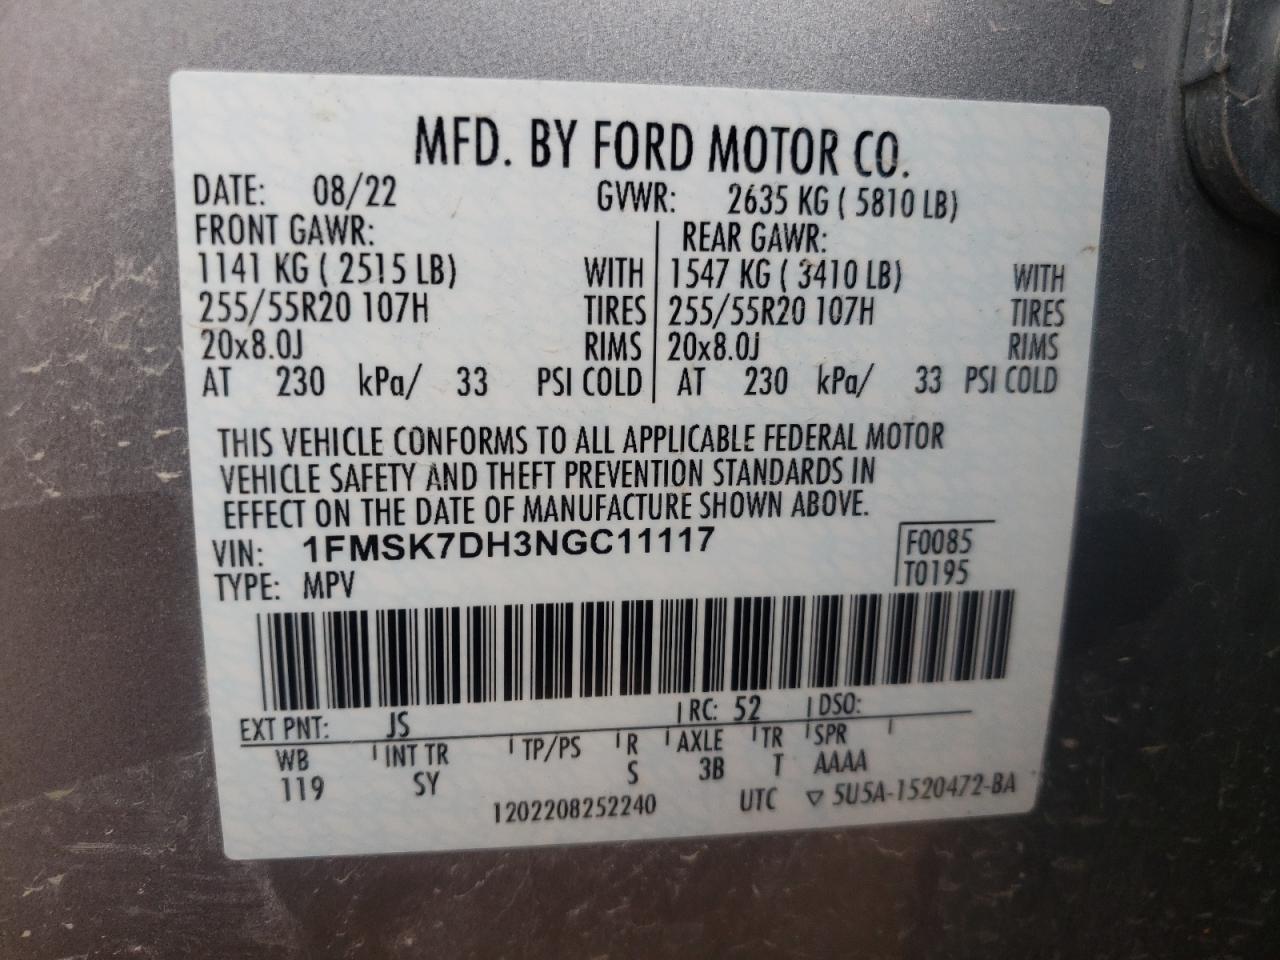 MFD. BY FORD MOTOR CO.
DATE: 08/22 GVWR: 2635 KG ( 5810 LB)
FRONT GAWR: REAR GAWR:
1141 KG ( 2515 LB) WITH 1547 KG ( 3410 LB) WITH
255/55R20 107H TIRES 255/55R20 107H TIRES
20x8.0J RIMS 20x8.0J RIMS
AT 230 kPa/ 33 PSI COLD AT 230 kPa/ 33 PSI COLD
THIS VEHICLE CONFORMS TO ALL APPLICABLE FEDERAL MOTOR
VEHICLE SAFETY AND THEFT PREVENTION STANDARDS IN
EFFECT ON THE DATE OF MANUFACTURE SHOWN ABOVE.
VIN: 1FMSK7DH3NGC11117 F0085
TYPE: MPV T0195
EXT PNT: JS RC: 52 DSO:
WB INT TR TP/PS R AXLE TR SPR
119 SY S 3B T AAAA
1202208252240 UTC ▽ 5U5A-1520472-BA